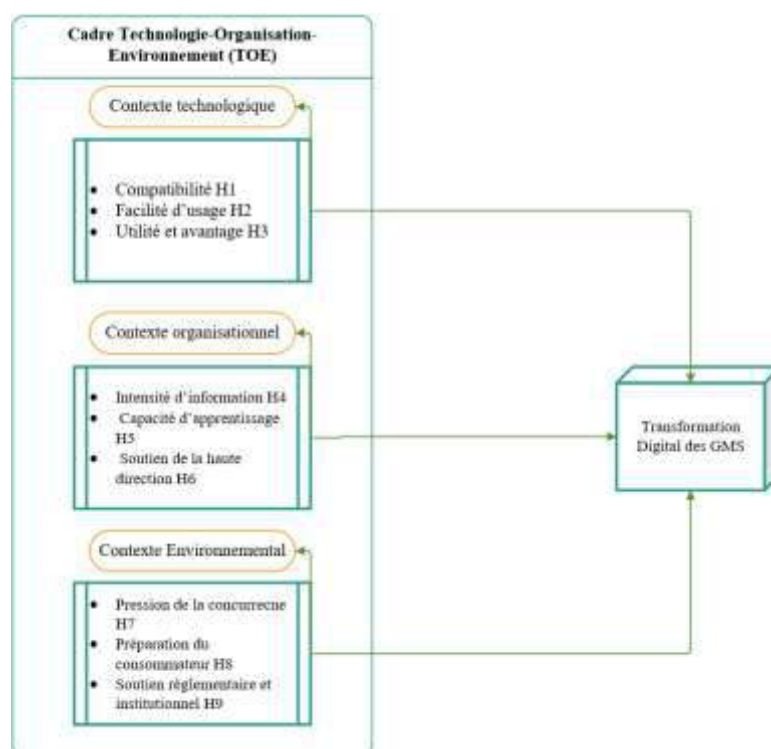 Cadre Technologie-Organisation-
Environnement (TOE)
Contexte technologique
• Compatibilité H1
• Facilité d'usage H2
• Utilité et avantage H3
Contexte organisationnel
• Intensité d'information H4
• Capacité d'apprentissage
H5
• Soutien de la haute
direction H6
Transformation
Digital des GMS
Contexte Environnemental
• Pression de la concurrecne
H7
• Préparation du
consommateur H8
• Soutien règlementaire et
institutionnel H9